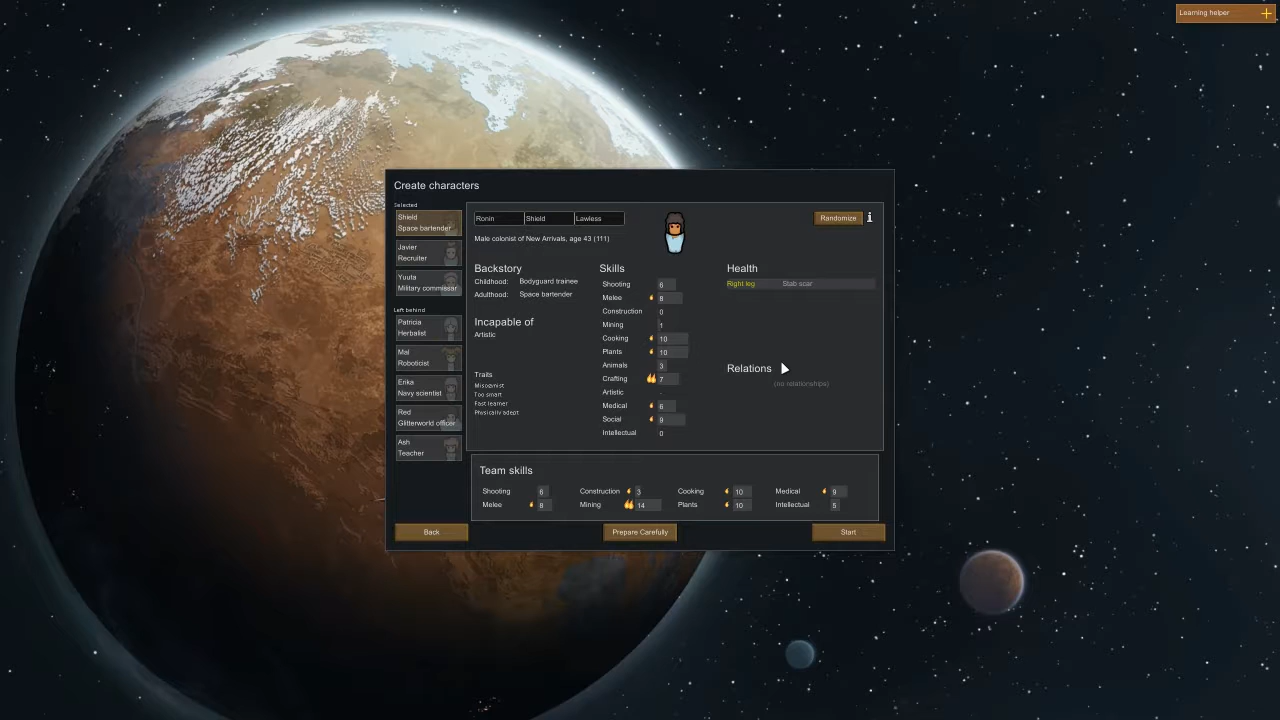 Learning helper
Create characters
Selected
Shield
Space bartender
Javier
Recruiter
Yuuta
Military commissar
Left behind
Patricia
Herbalist
Mal
Roboticist
Erika
Navy scientist
Red
Glitterworld officer
Ash
Teacher
Ronin Shield Lawless
Randomize
Male colonist of New Arrivals, age 43 (111)
Backstory
Childhood: Bodyguard trainee
Adulthood: Space bartender
Incapable of
Artistic
Traits
Misogynist
Too smart
Fast learner
Physically adept
Skills
Shooting 6
Melee 8
Construction 0
Mining 1
Cooking 10
Plants 10
Animals 3
Crafting 7
Artistic -
Medical 6
Social 9
Intellectual 0
Health
Right leg Stab scar
Relations
(no relationships)
Team skills
Shooting 6 Construction 3 Cooking 10 Medical 9
Melee 8 Mining 14 Plants 10 Intellectual 5
Back Prepare Carefully Start